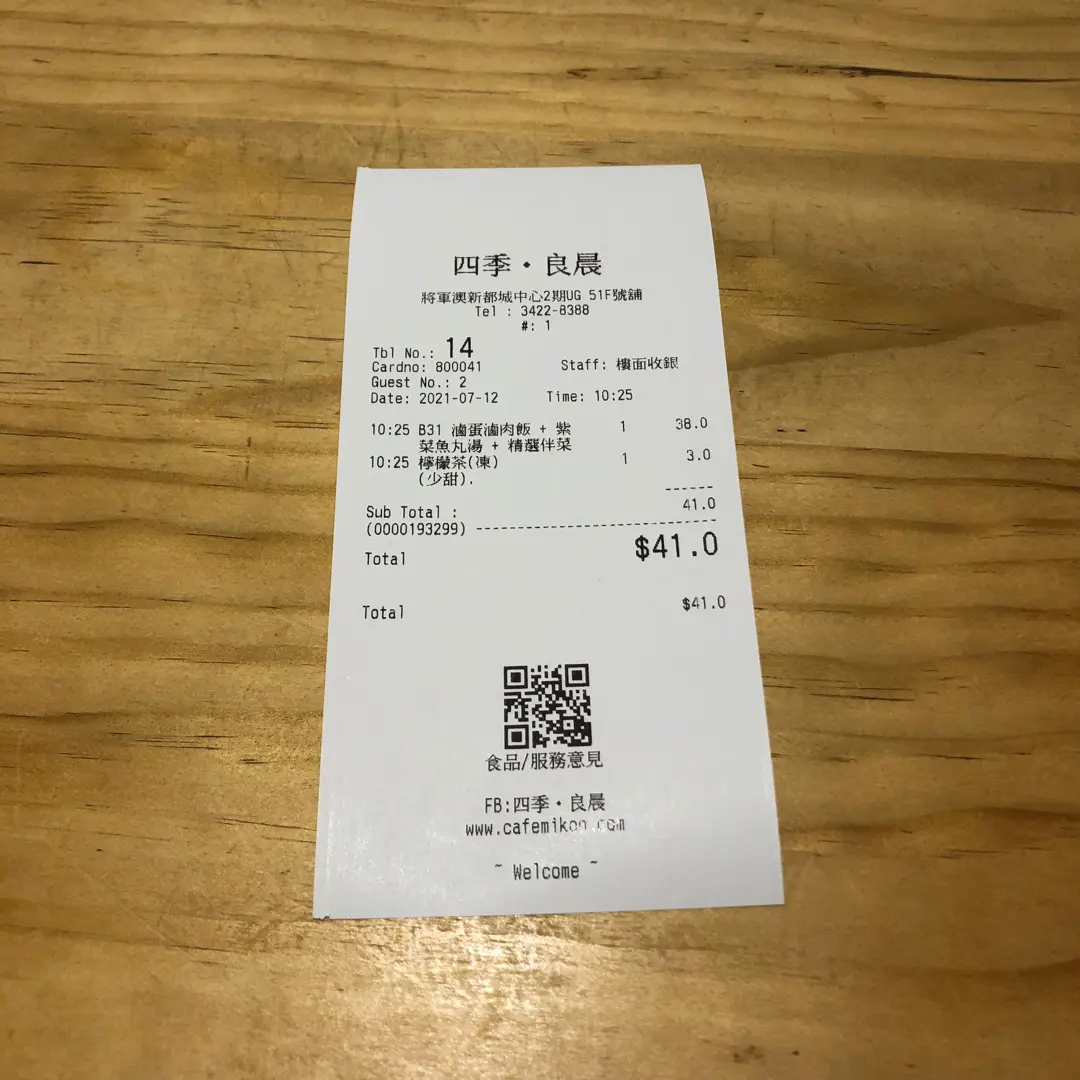 四季・良晨
將軍澳新都城中心2期UG 51F號舖
Tel : 3422-8388
#: 1
Tbl No.: 14
Cardno: 800041 Staff: 樓面收銀
Guest No.: 2
Date: 2021-07-12 Time: 10:25
10:25 B31 滷蛋滷肉飯 + 紫 1 38.0
菜魚丸湯 + 精選伴菜
10:25 檸檬茶(凍) 1 3.0
(少甜).
------
Sub Total : 41.0
(0000193299) ------------------------------
Total $41.0
Total $41.0
食品/服務意見
FB:四季・良晨
~ Welcome ~